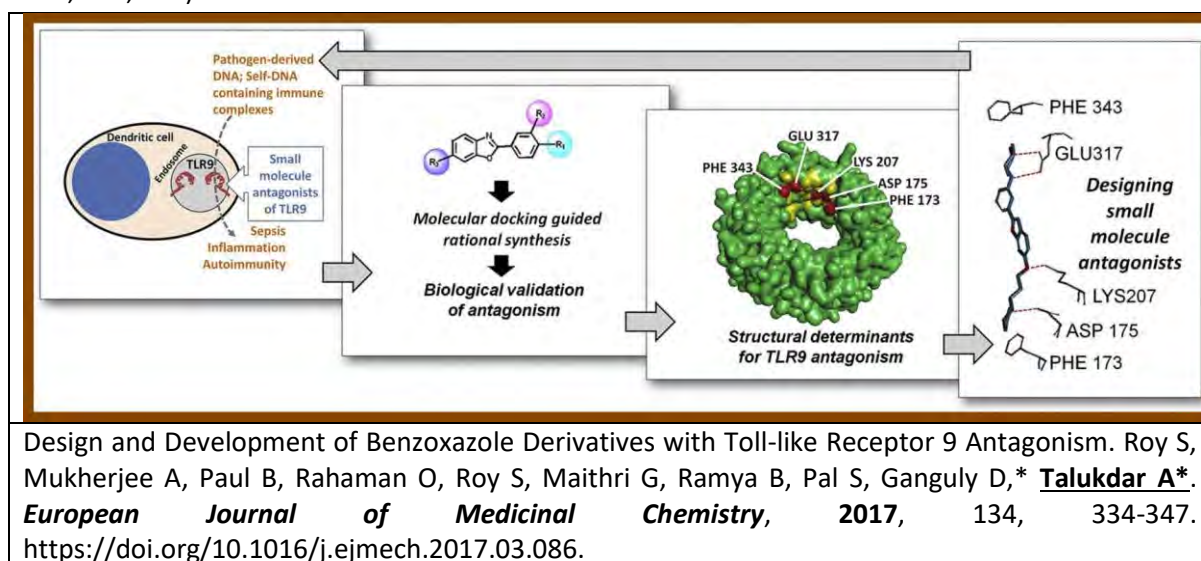 Pathogen-derived
DNA; Self-DNA
containing immune
complexes
Dendritic cell
Endosome
TLR9
Small
molecule
antagonists
of TLR9
Sepsis
Inflammation
Autoimmunity
R₂
N
O
R₁
R₃
Molecular docking guided
rational synthesis
Biological validation
of antagonism
GLU 317
PHE 343
LYS 207
ASP 175
PHE 173
Structural determinants
for TLR9 antagonism
PHE 343
GLU317
Designing
small
molecule
antagonists
LYS207
ASP 175
PHE 173
Design and Development of Benzoxazole Derivatives with Toll-like Receptor 9 Antagonism. Roy S,
Mukherjee A, Paul B, Rahaman O, Roy S, Maithri G, Ramya B, Pal S, Ganguly D,* Talukdar A*.
European Journal of Medicinal Chemistry, 2017, 134, 334-347.
https://doi.org/10.1016/j.ejmech.2017.03.086.